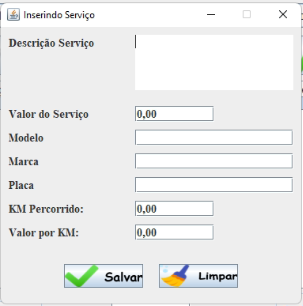 Inserindo Serviço
Descrição Serviço
Valor do Serviço 0,00
Modelo
Marca
Placa
KM Percorrido: 0,00
Valor por KM: 0,00
Salvar Limpar